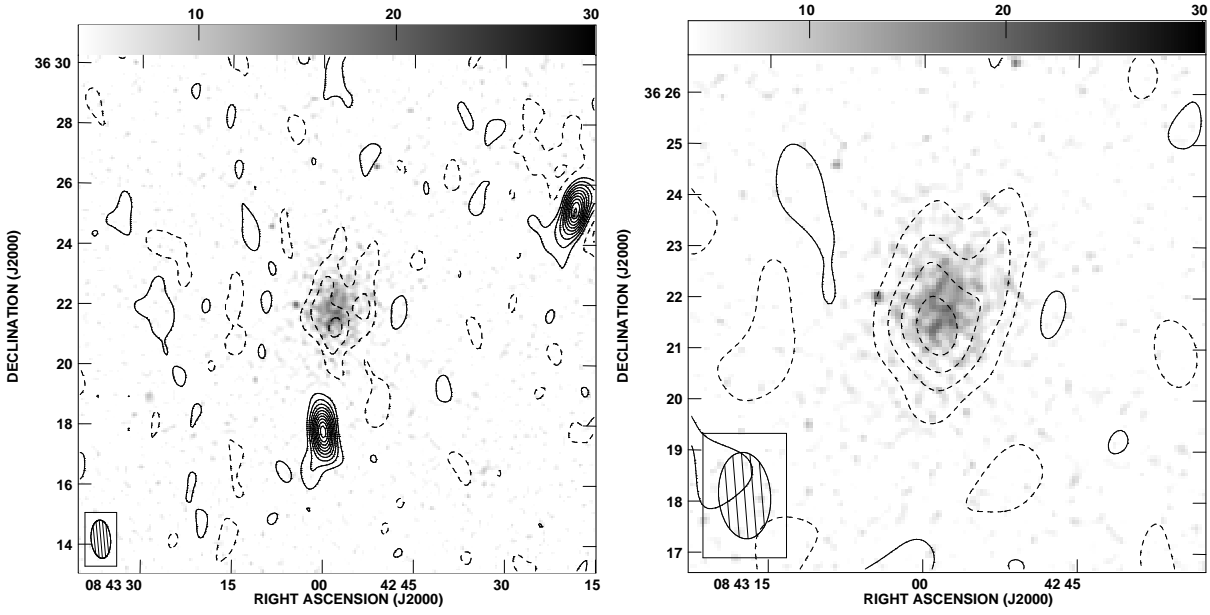 10 20 30
36 30
28
26
24
22
20
18
16
14
08 43 30 15 00 42 45 30 15
RIGHT ASCENSION (J2000)
DECLINATION (J2000)
10 20 30
36 26
25
24
23
22
21
20
19
18
17
08 43 15 00 42 45
RIGHT ASCENSION (J2000)
DECLINATION (J2000)